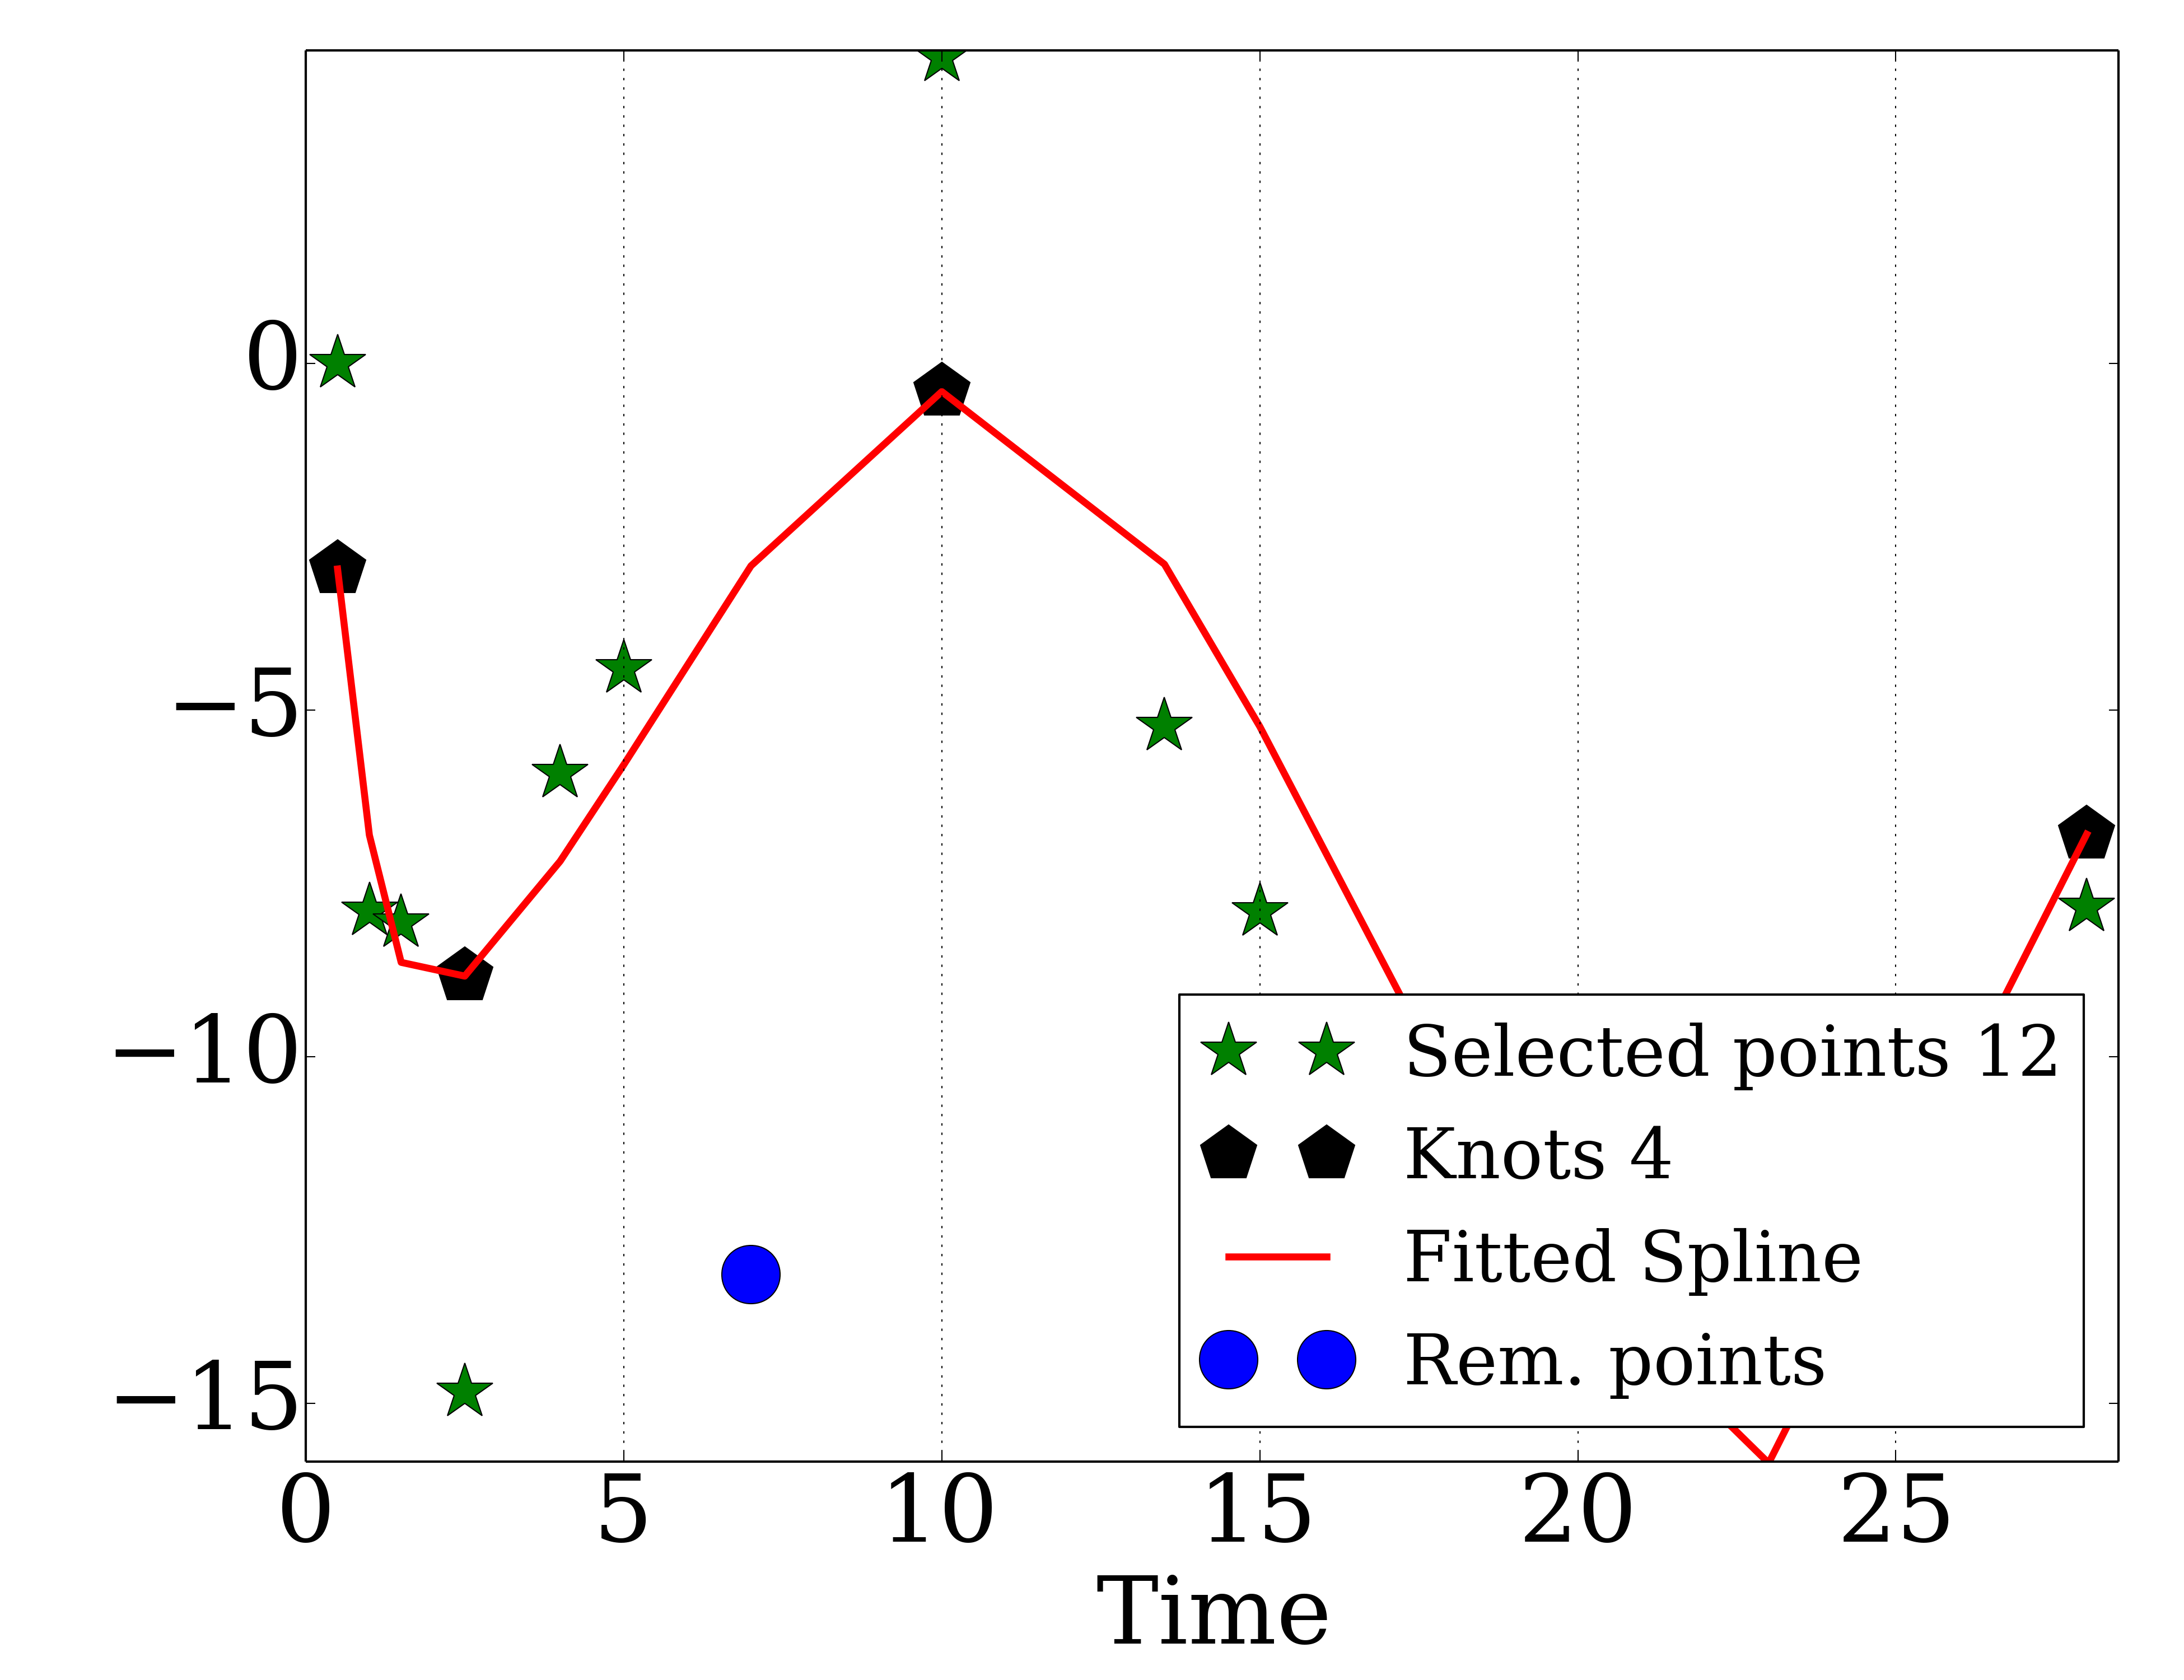 0
−5
−10
−15
0 5 10 15 20 25
Time
Selected points 12
Knots 4
Fitted Spline
Rem. points